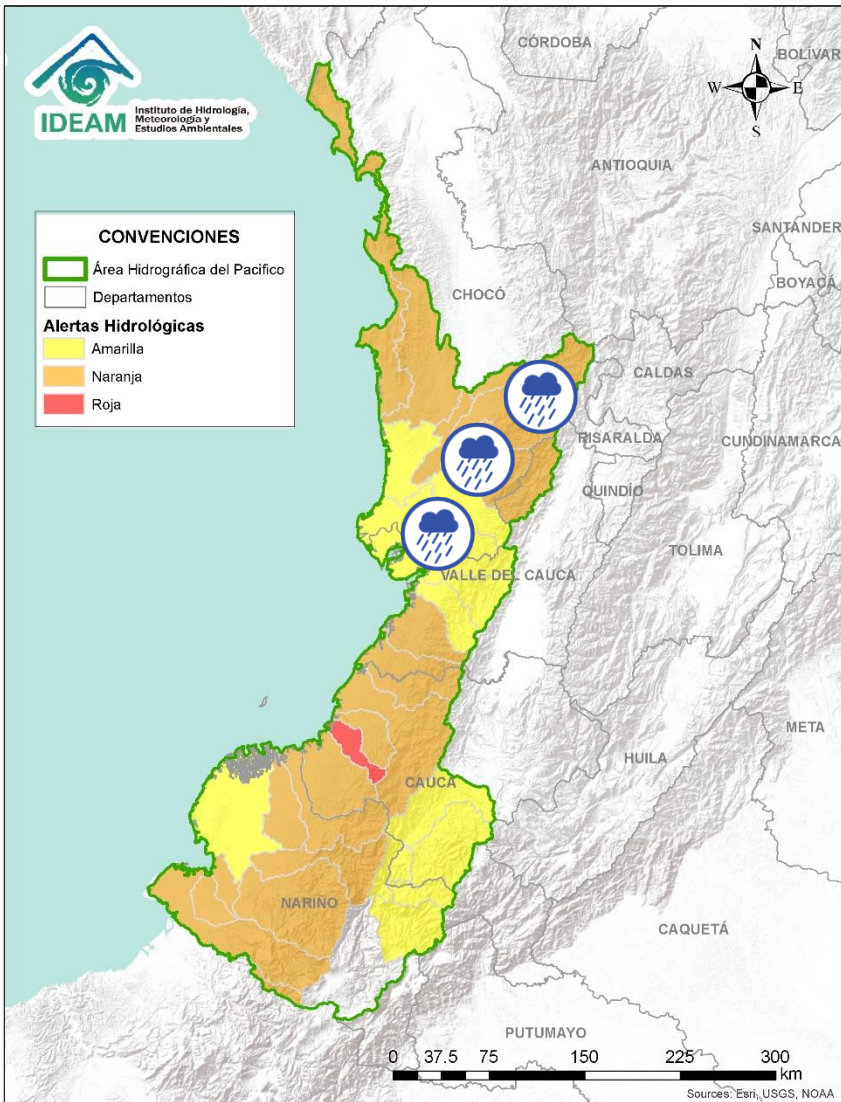 IDEAM
Instituto de Hidrología,
Meteorología y
Estudios Ambientales
CÓRDOBA
BOLÍVAR
N
W
E
S
ANTIOQUIA
SANTANDER
BOYACÁ
CONVENCIONES
Área Hidrográfica del Pacifico
Departamentos
Alertas Hidrológicas
Amarilla
Naranja
Roja
CHOCÓ
CALDAS
RISARALDA
CUNDINAMARCA
QUINDÍO
TOLIMA
VALLE DEL CAUCA
META
HUILA
CAUCA
NARIÑO
CAQUETÁ
PUTUMAYO
0 37.5 75 150 225 300
km
Sources: Esri, USGS, NOAA